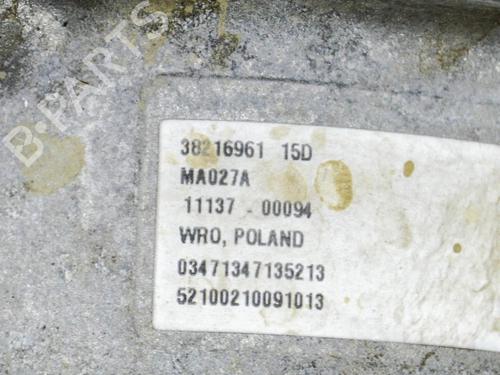 B-PARTS
38216961 15D
MA027A
11137 - 00094
WRO, POLAND
03471347135213
52100210091013